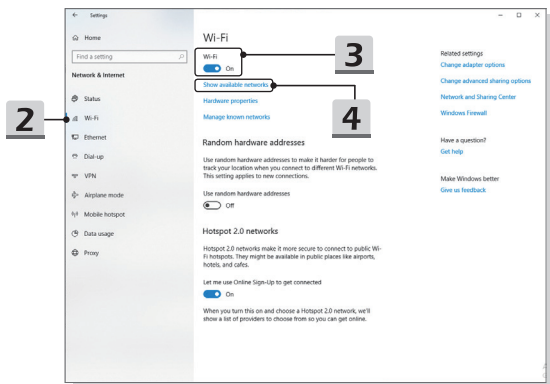 Settings
Home
Find a setting
Network & Internet
Status
Wi-Fi
Ethernet
Dial-up
VPN
Airplane mode
Mobile hotspot
Data usage
Proxy
2
Wi-Fi
Wi-Fi
On
3
Show available networks
4
Hardware properties
Manage known networks
Random hardware addresses
Use random hardware addresses to make it harder for people to
track your location when you connect to different Wi-Fi networks.
This setting applies to new connections.
Use random hardware addresses
Off
Hotspot 2.0 networks
Hotspot 2.0 networks make it more secure to connect to public Wi-
Fi hotspots. They might be available in public places like airports,
hotels, and cafes.
Let me use Online Sign-Up to get connected
On
When you turn this on and choose a Hotspot 2.0 network, we'll
show a list of providers to choose from so you can get online.
Related settings
Change adapter options
Change advanced sharing options
Network and Sharing Center
Windows Firewall
Have a question?
Get help
Make Windows better
Give us feedback